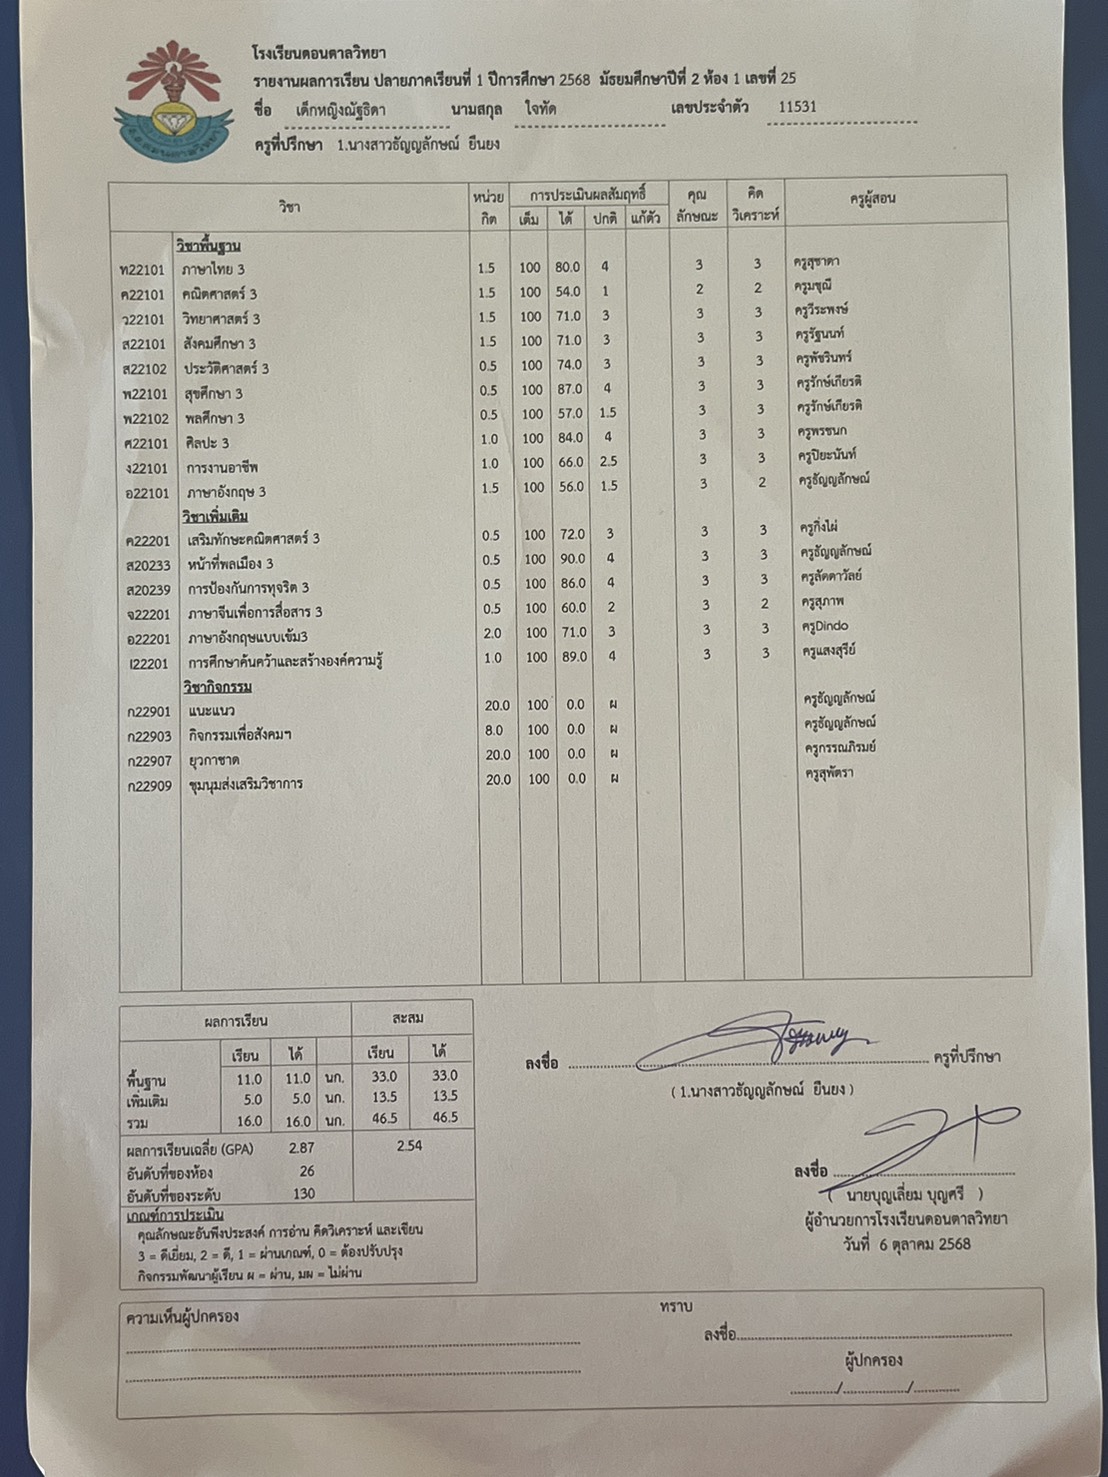 โรงเรียนดอนตาลวิทยา
รายงานผลการเรียน ปลายภาคเรียนที่ 1 ปีการศึกษา 2568 มัธยมศึกษาปีที่ 2 ห้อง 1 เลขที่ 25
ชื่อ เด็กหญิงณัฐธิดา นามสกุล ใจทัด เลขประจำตัว 11531
ครูที่ปรึกษา 1.นางสาวธัญญลักษณ์ ยืนยง
วิชา หน่วยกิต การประเมินผลสัมฤทธิ์ คุณลักษณะ คิดวิเคราะห์ ครูผู้สอน
เต็ม ได้ ปกติ แก้ตัว
วิชาพื้นฐาน
ท22101 ภาษาไทย 3 1.5 100 80.0 4 3 3 ครูสุชาดา
ค22101 คณิตศาสตร์ 3 1.5 100 54.0 1 2 2 ครูมชุณี
ว22101 วิทยาศาสตร์ 3 1.5 100 71.0 3 3 3 ครูวีระพงษ์
ส22101 สังคมศึกษา 3 1.5 100 71.0 3 3 3 ครูรัฐนนท์
ส22102 ประวัติศาสตร์ 3 0.5 100 74.0 3 3 3 ครูพัชรินทร์
พ22101 สุขศึกษา 3 0.5 100 87.0 4 3 3 ครูรักษ์เกียรติ
พ22102 พลศึกษา 3 0.5 100 57.0 1.5 3 3 ครูรักษ์เกียรติ
ศ22101 ศิลปะ 3 1.0 100 84.0 4 3 3 ครูพรชนก
ง22101 การงานอาชีพ 1.0 100 66.0 2.5 3 3 ครูปิยะนันท์
อ22101 ภาษาอังกฤษ 3 1.5 100 56.0 1.5 3 2 ครูธัญญลักษณ์
วิชาเพิ่มเติม
ค22201 เสริมทักษะคณิตศาสตร์ 3 0.5 100 72.0 3 3 3 ครูกิ่งไผ่
ส20233 หน้าที่พลเมือง 3 0.5 100 90.0 4 3 3 ครูธัญญลักษณ์
ส20239 การป้องกันการทุจริต 3 0.5 100 86.0 4 3 3 ครูลัดดาวัลย์
จ22201 ภาษาจีนเพื่อการสื่อสาร 3 0.5 100 60.0 2 3 2 ครูสุภาพ
อ22201 ภาษาอังกฤษแบบเข้ม3 2.0 100 71.0 3 3 3 ครูDindo
I22201 การศึกษาค้นคว้าและสร้างองค์ความรู้ 1.0 100 89.0 4 3 3 ครูแสงสุรีย์
วิชากิจกรรม
ก22901 แนะแนว 20.0 100 0.0 ผ ครูธัญญลักษณ์
ก22903 กิจกรรมเพื่อสังคมฯ 8.0 100 0.0 ผ ครูธัญญลักษณ์
ก22907 ยุวกาชาด 20.0 100 0.0 ผ ครูกรรณภิรมย์
ก22909 ชุมนุมส่งเสริมวิชาการ 20.0 100 0.0 ผ ครูสุพัตรา
ผลการเรียน สะสม
เรียน ได้ เรียน ได้
พื้นฐาน 11.0 11.0 นก. 33.0 33.0
เพิ่มเติม 5.0 5.0 นก. 13.5 13.5
รวม 16.0 16.0 นก. 46.5 46.5
ผลการเรียนเฉลี่ย (GPA) 2.87 2.54
อันดับที่ของห้อง 26
อันดับที่ของระดับ 130
เกณฑ์การประเมิน
คุณลักษณะอันพึงประสงค์ การอ่าน คิดวิเคราะห์ และเขียน
3 = ดีเยี่ยม, 2 = ดี, 1 = ผ่านเกณฑ์, 0 = ต้องปรับปรุง
กิจกรรมพัฒนาผู้เรียน ผ = ผ่าน, มผ = ไม่ผ่าน
ลงชื่อ ครูที่ปรึกษา
( 1.นางสาวธัญญลักษณ์ ยืนยง )
ลงชื่อ
( นายบุญเลี่ยม บุญศรี )
ผู้อำนวยการโรงเรียนดอนตาลวิทยา
วันที่ 6 ตุลาคม 2568
ความเห็นผู้ปกครอง
ทราบ
ลงชื่อ
ผู้ปกครอง